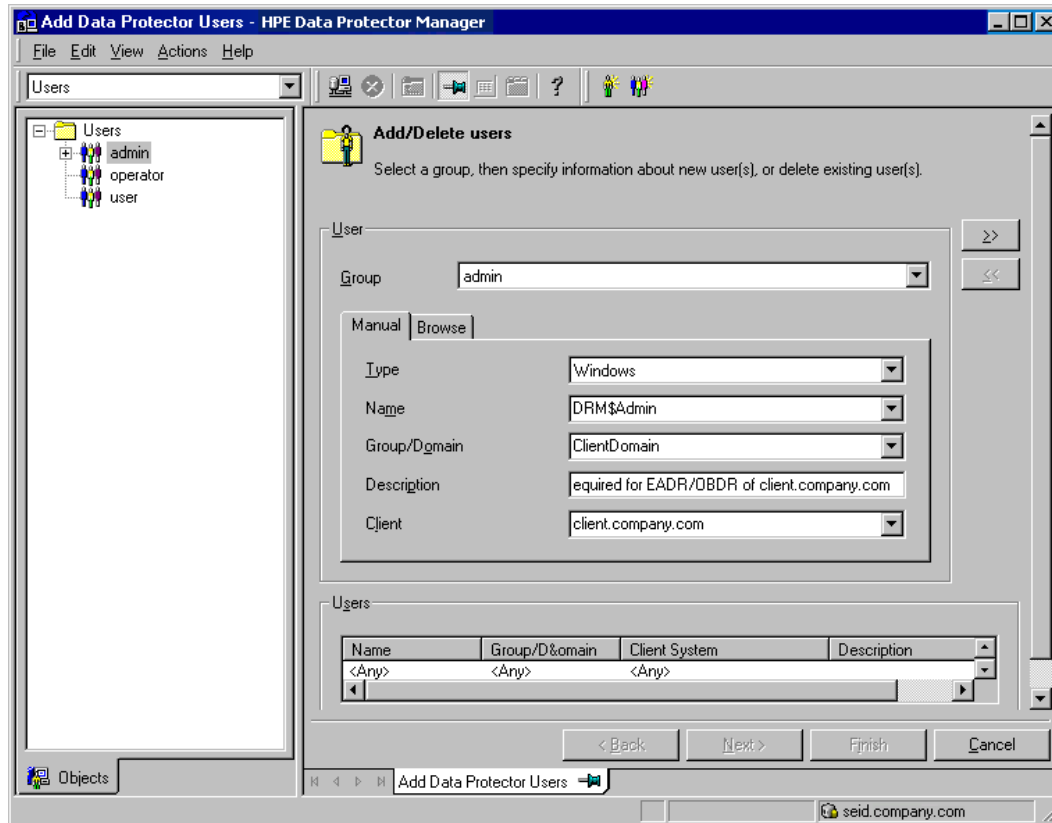 Add Data Protector Users - HPE Data Protector Manager
File Edit View Actions Help
Users
Users
admin
operator
user
Objects
Add/Delete users
Select a group, then specify information about new user(s), or delete existing user(s).
User
>>
<<
Group admin
Manual Browse
Type Windows
Name DRM$Admin
Group/Domain ClientDomain
Description equired for EADR/OBDR of client.company.com
Client client.company.com
Users
Name Group/D&omain Client System Description
<Any> <Any> <Any>
< Back Next > Finish Cancel
Add Data Protector Users
seid.company.com